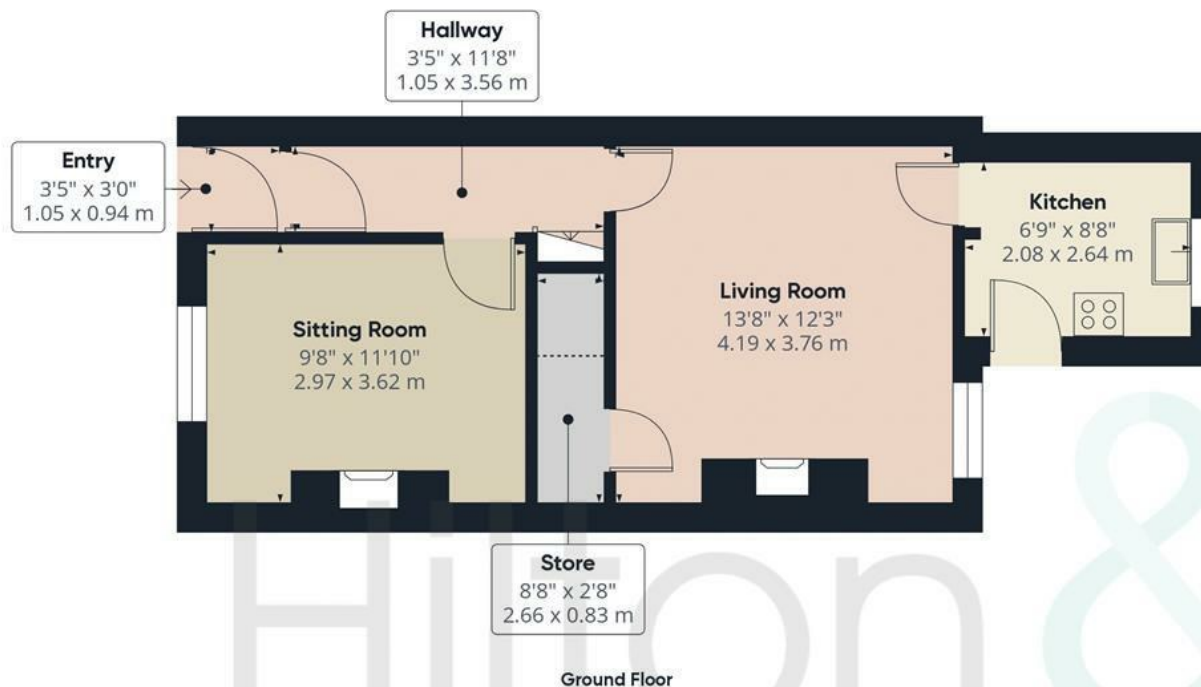 Hallway
3'5" x 11'8"
1.05 x 3.56 m
Entry
3'5" x 3'0"
1.05 x 0.94 m
Kitchen
6'9" x 8'8"
2.08 x 2.64 m
Living Room
13'8" x 12'3"
4.19 x 3.76 m
Sitting Room
9'8" x 11'10"
2.97 x 3.62 m
Store
8'8" x 2'8"
2.66 x 0.83 m
Hilton &
Ground Floor